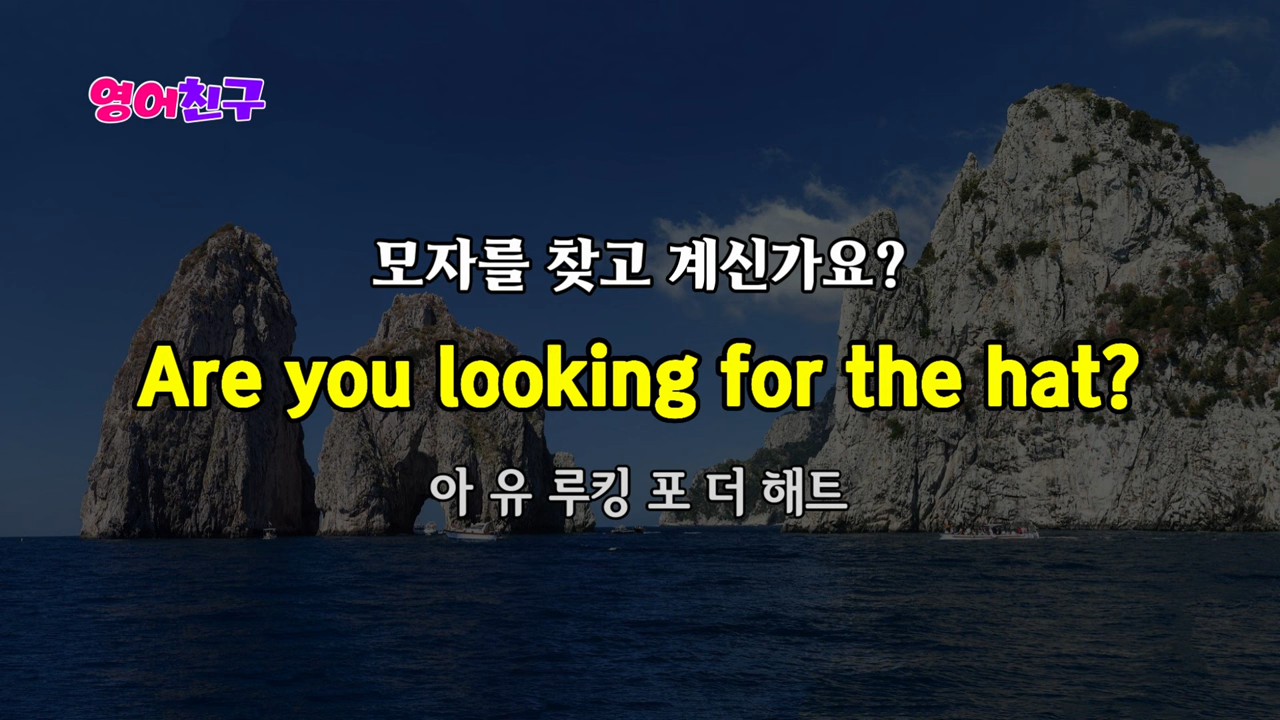 영어친구
모자를 찾고 계신가요?
Are you looking for the hat?
아 유 루킹 포 더 해트